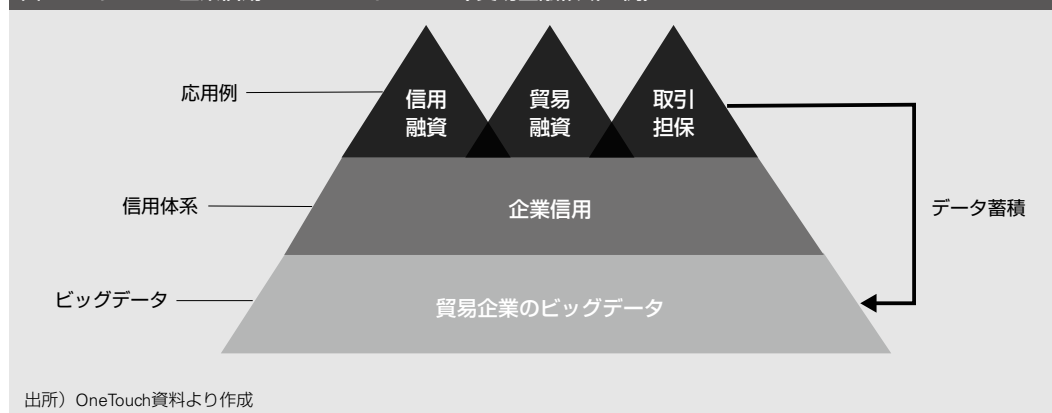 応用例
信用
融資
貿易
融資
取引
担保
信用体系
企業信用
データ蓄積
ビッグデータ
貿易企業のビッグデータ
出所）OneTouch資料より作成